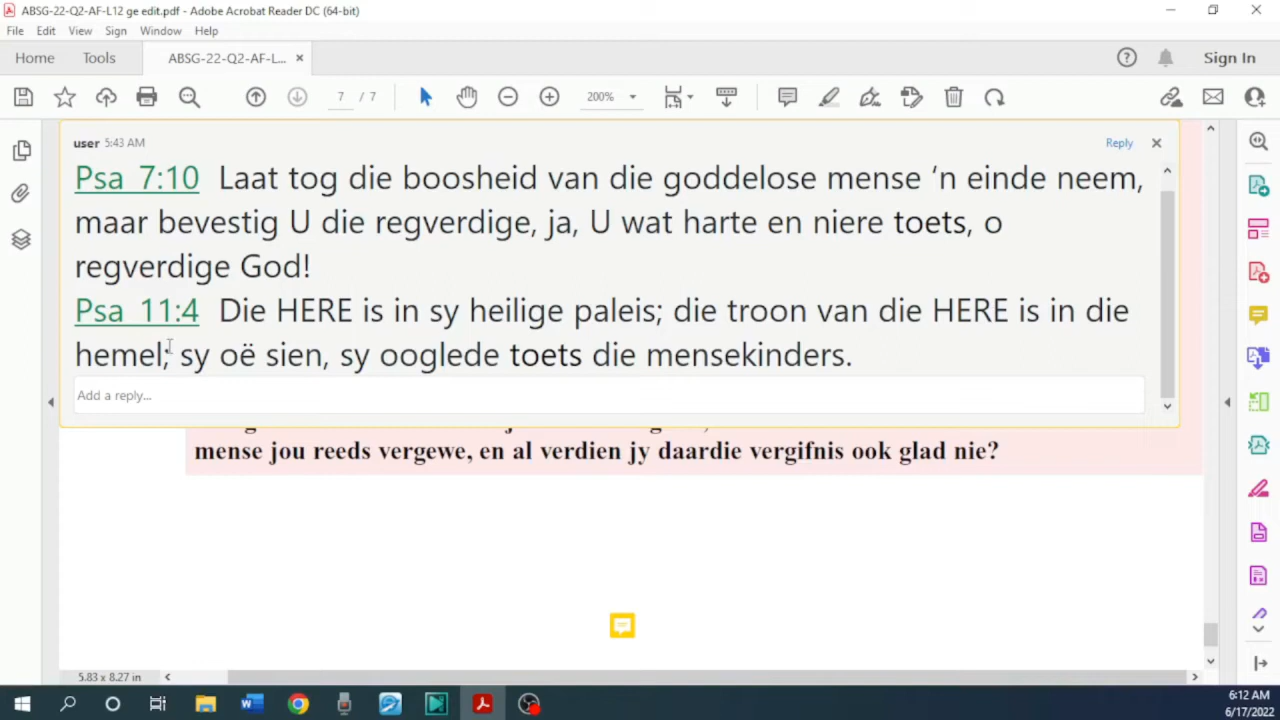 ABSG-22-Q2-AF-L12 ge edit.pdf - Adobe Acrobat Reader DC (64-bit)
File Edit View Sign Window Help
Home Tools ABSG-22-Q2-AF-L... × Sign In
7 / 7 200%
user 5:43 AM Reply
Psa 7:10 Laat tog die boosheid van die goddelose mense ‘n einde neem,
maar bevestig U die regverdige, ja, U wat harte en niere toets, o
regverdige God!
Psa 11:4 Die HERE is in sy heilige paleis; die troon van die HERE is in die
hemel; sy oë sien, sy ooglede toets die mensekinders.
Add a reply...
mense jou reeds vergewe, en al verdien jy daardie vergifnis ook glad nie?
5.83 x 8.27 in
6:12 AM
6/17/2022